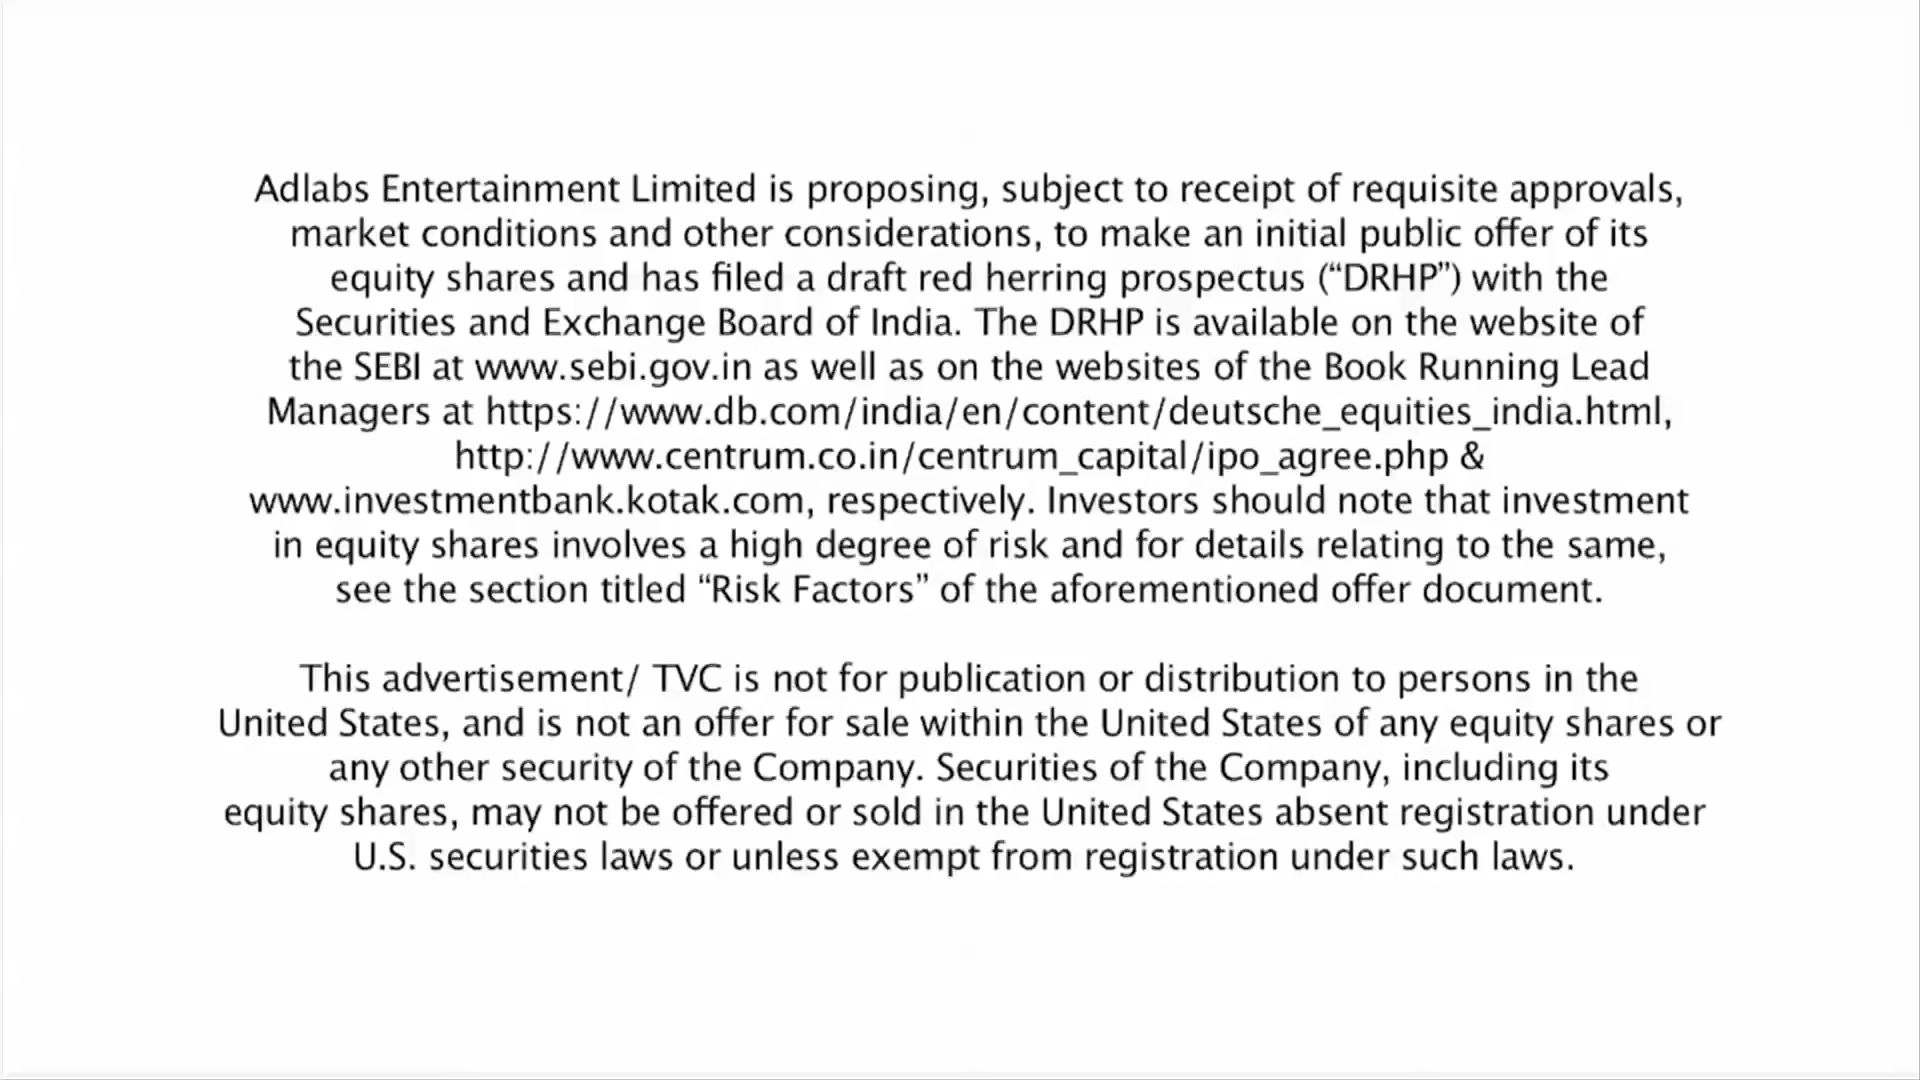 Adlabs Entertainment Limited is proposing, subject to receipt of requisite approvals,
market conditions and other considerations, to make an initial public offer of its
equity shares and has filed a draft red herring prospectus (“DRHP”) with the
Securities and Exchange Board of India. The DRHP is available on the website of
the SEBI at www.sebi.gov.in as well as on the websites of the Book Running Lead
Managers at https://www.db.com/india/en/content/deutsche_equities_india.html,
http://www.centrum.co.in/centrum_capital/ipo_agree.php &
www.investmentbank.kotak.com, respectively. Investors should note that investment
in equity shares involves a high degree of risk and for details relating to the same,
see the section titled “Risk Factors” of the aforementioned offer document.
This advertisement/ TVC is not for publication or distribution to persons in the
United States, and is not an offer for sale within the United States of any equity shares or
any other security of the Company. Securities of the Company, including its
equity shares, may not be offered or sold in the United States absent registration under
U.S. securities laws or unless exempt from registration under such laws.